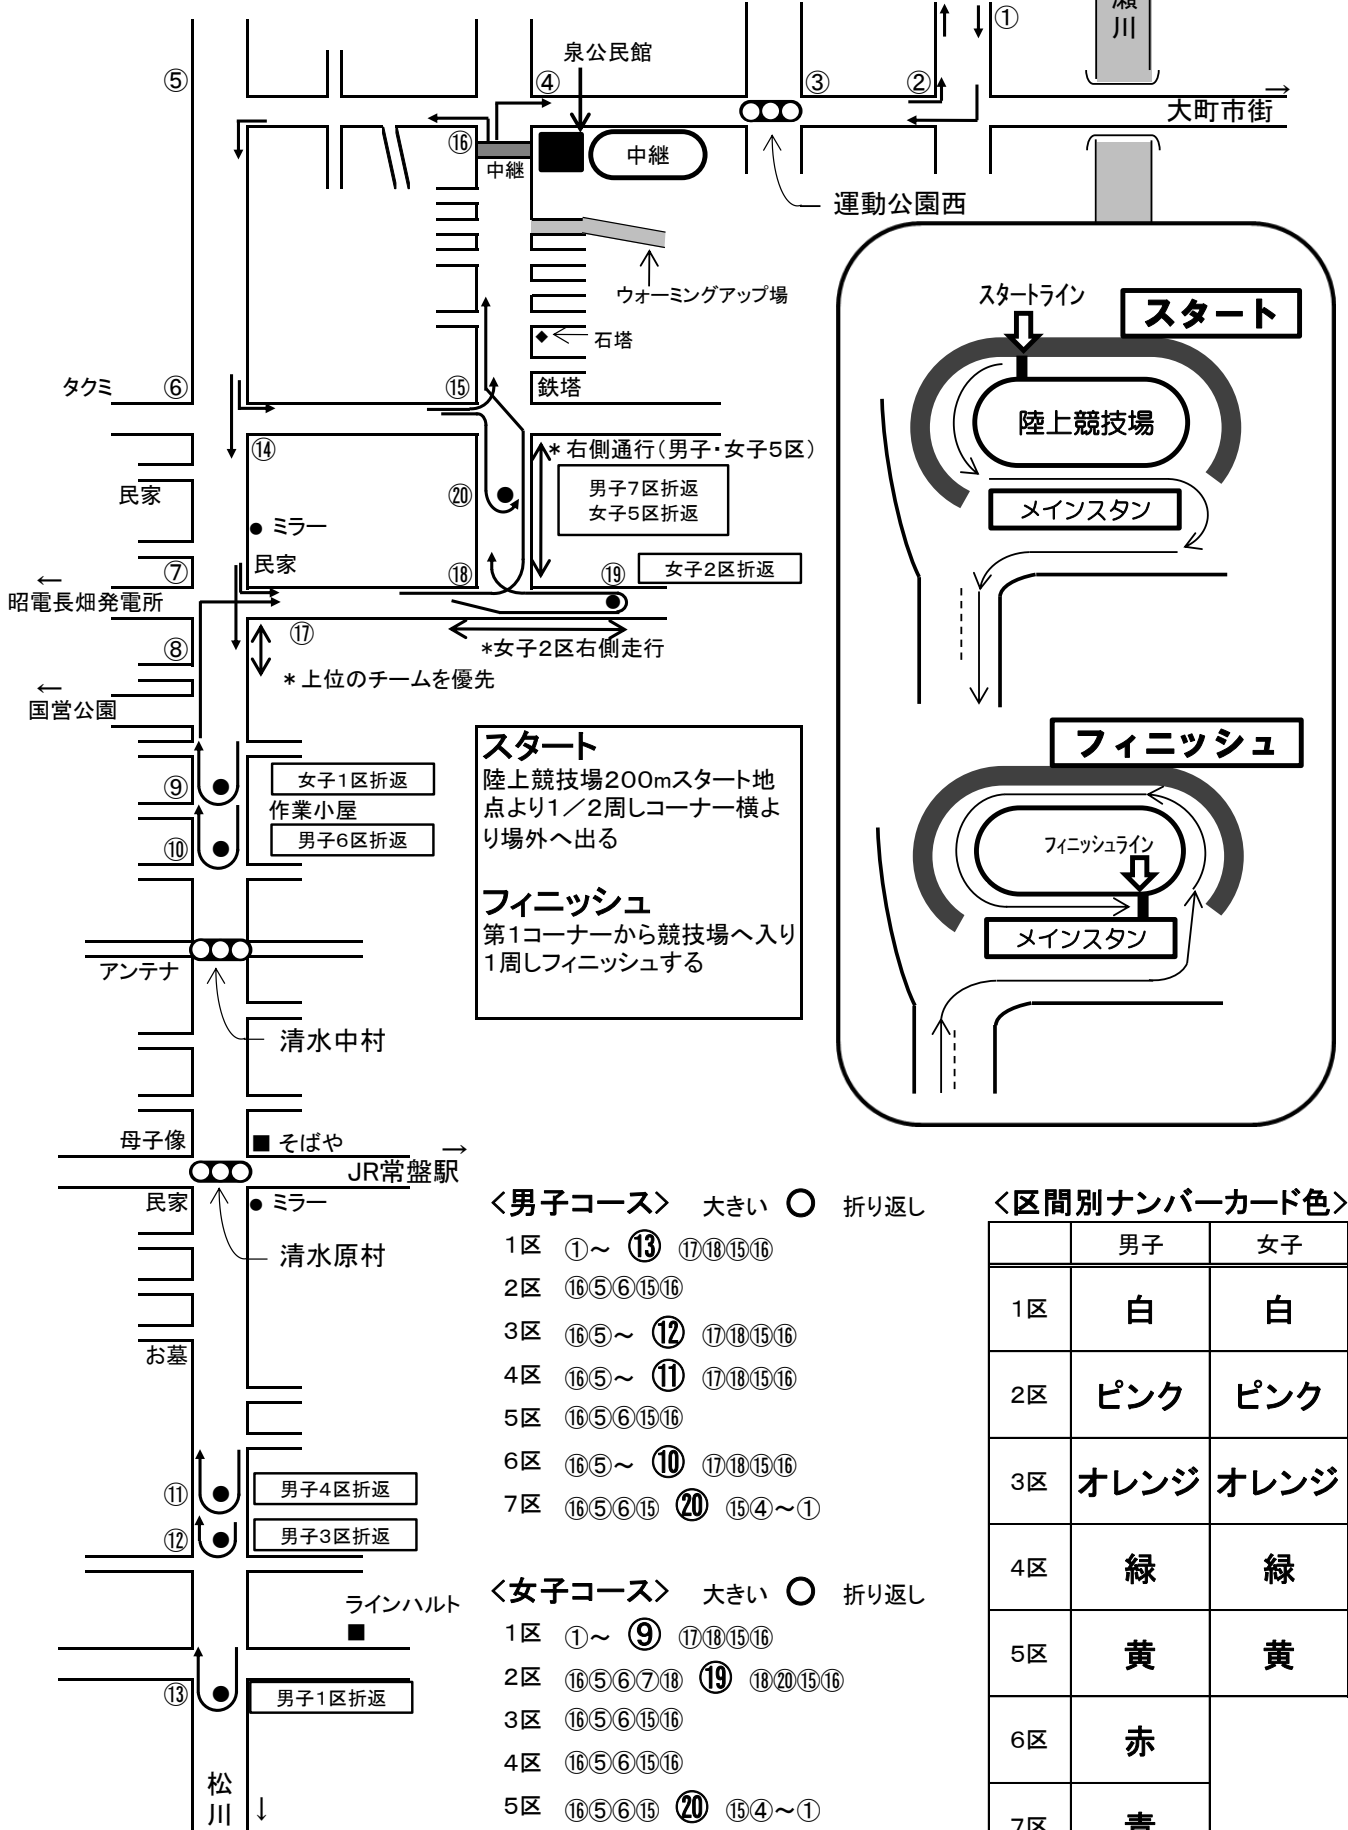 瀬
川
①
泉公民館
⑤
④
③
②
→
大町市街
⑯
中継
中継
運動公園西
ウォーミングアップ場
石塔
スタートライン
スタート
タクミ
⑥
⑮
鉄塔
陸上競技場
⑭
*右側通行(男子・女子5区)
民家
⑳
男子7区折返
女子5区折返
メインスタン
ミラー
民家
⑦
⑱
⑲
女子2区折返
←
昭電長畑発電所
⑧
⑰
*女子2区右側走行
*上位のチームを優先
←
国営公園
スタート
陸上競技場200mスタート地
点より1/2周しコーナー横よ
り場外へ出る
フィニッシュ
第1コーナーから競技場へ入り
1周しフィニッシュする
フィニッシュ
⑨
女子1区折返
作業小屋
⑩
男子6区折返
フィニッシュライン
メインスタン
アンテナ
清水中村
母子像
■ そばや
→
JR常盤駅
民家
ミラー
清水原村
お墓
⑪
男子4区折返
⑫
男子3区折返
ラインハルト
■
⑬
男子1区折返
松
川
↓
<男子コース> 大きい ○ 折り返し
1区 ①~ ⑬ ⑰⑱⑮⑯
2区 ⑯⑤⑥⑮⑯
3区 ⑯⑤~ ⑫ ⑰⑱⑮⑯
4区 ⑯⑤~ ⑪ ⑰⑱⑮⑯
5区 ⑯⑤⑥⑮⑯
6区 ⑯⑤~ ⑩ ⑰⑱⑮⑯
7区 ⑯⑤⑥⑮ ⑳ ⑮④~①
<女子コース> 大きい ○ 折り返し
1区 ①~ ⑨ ⑰⑱⑮⑯
2区 ⑯⑤⑥⑦⑱ ⑲ ⑱⑳⑮⑯
3区 ⑯⑤⑥⑮⑯
4区 ⑯⑤⑥⑮⑯
5区 ⑯⑤⑥⑮ ⑳ ⑮④~①
<区間別ナンバーカード色>
男子 女子
1区 白 白
2区 ピンク ピンク
3区 オレンジ オレンジ
4区 緑 緑
5区 黄 黄
6区 赤
7区 青